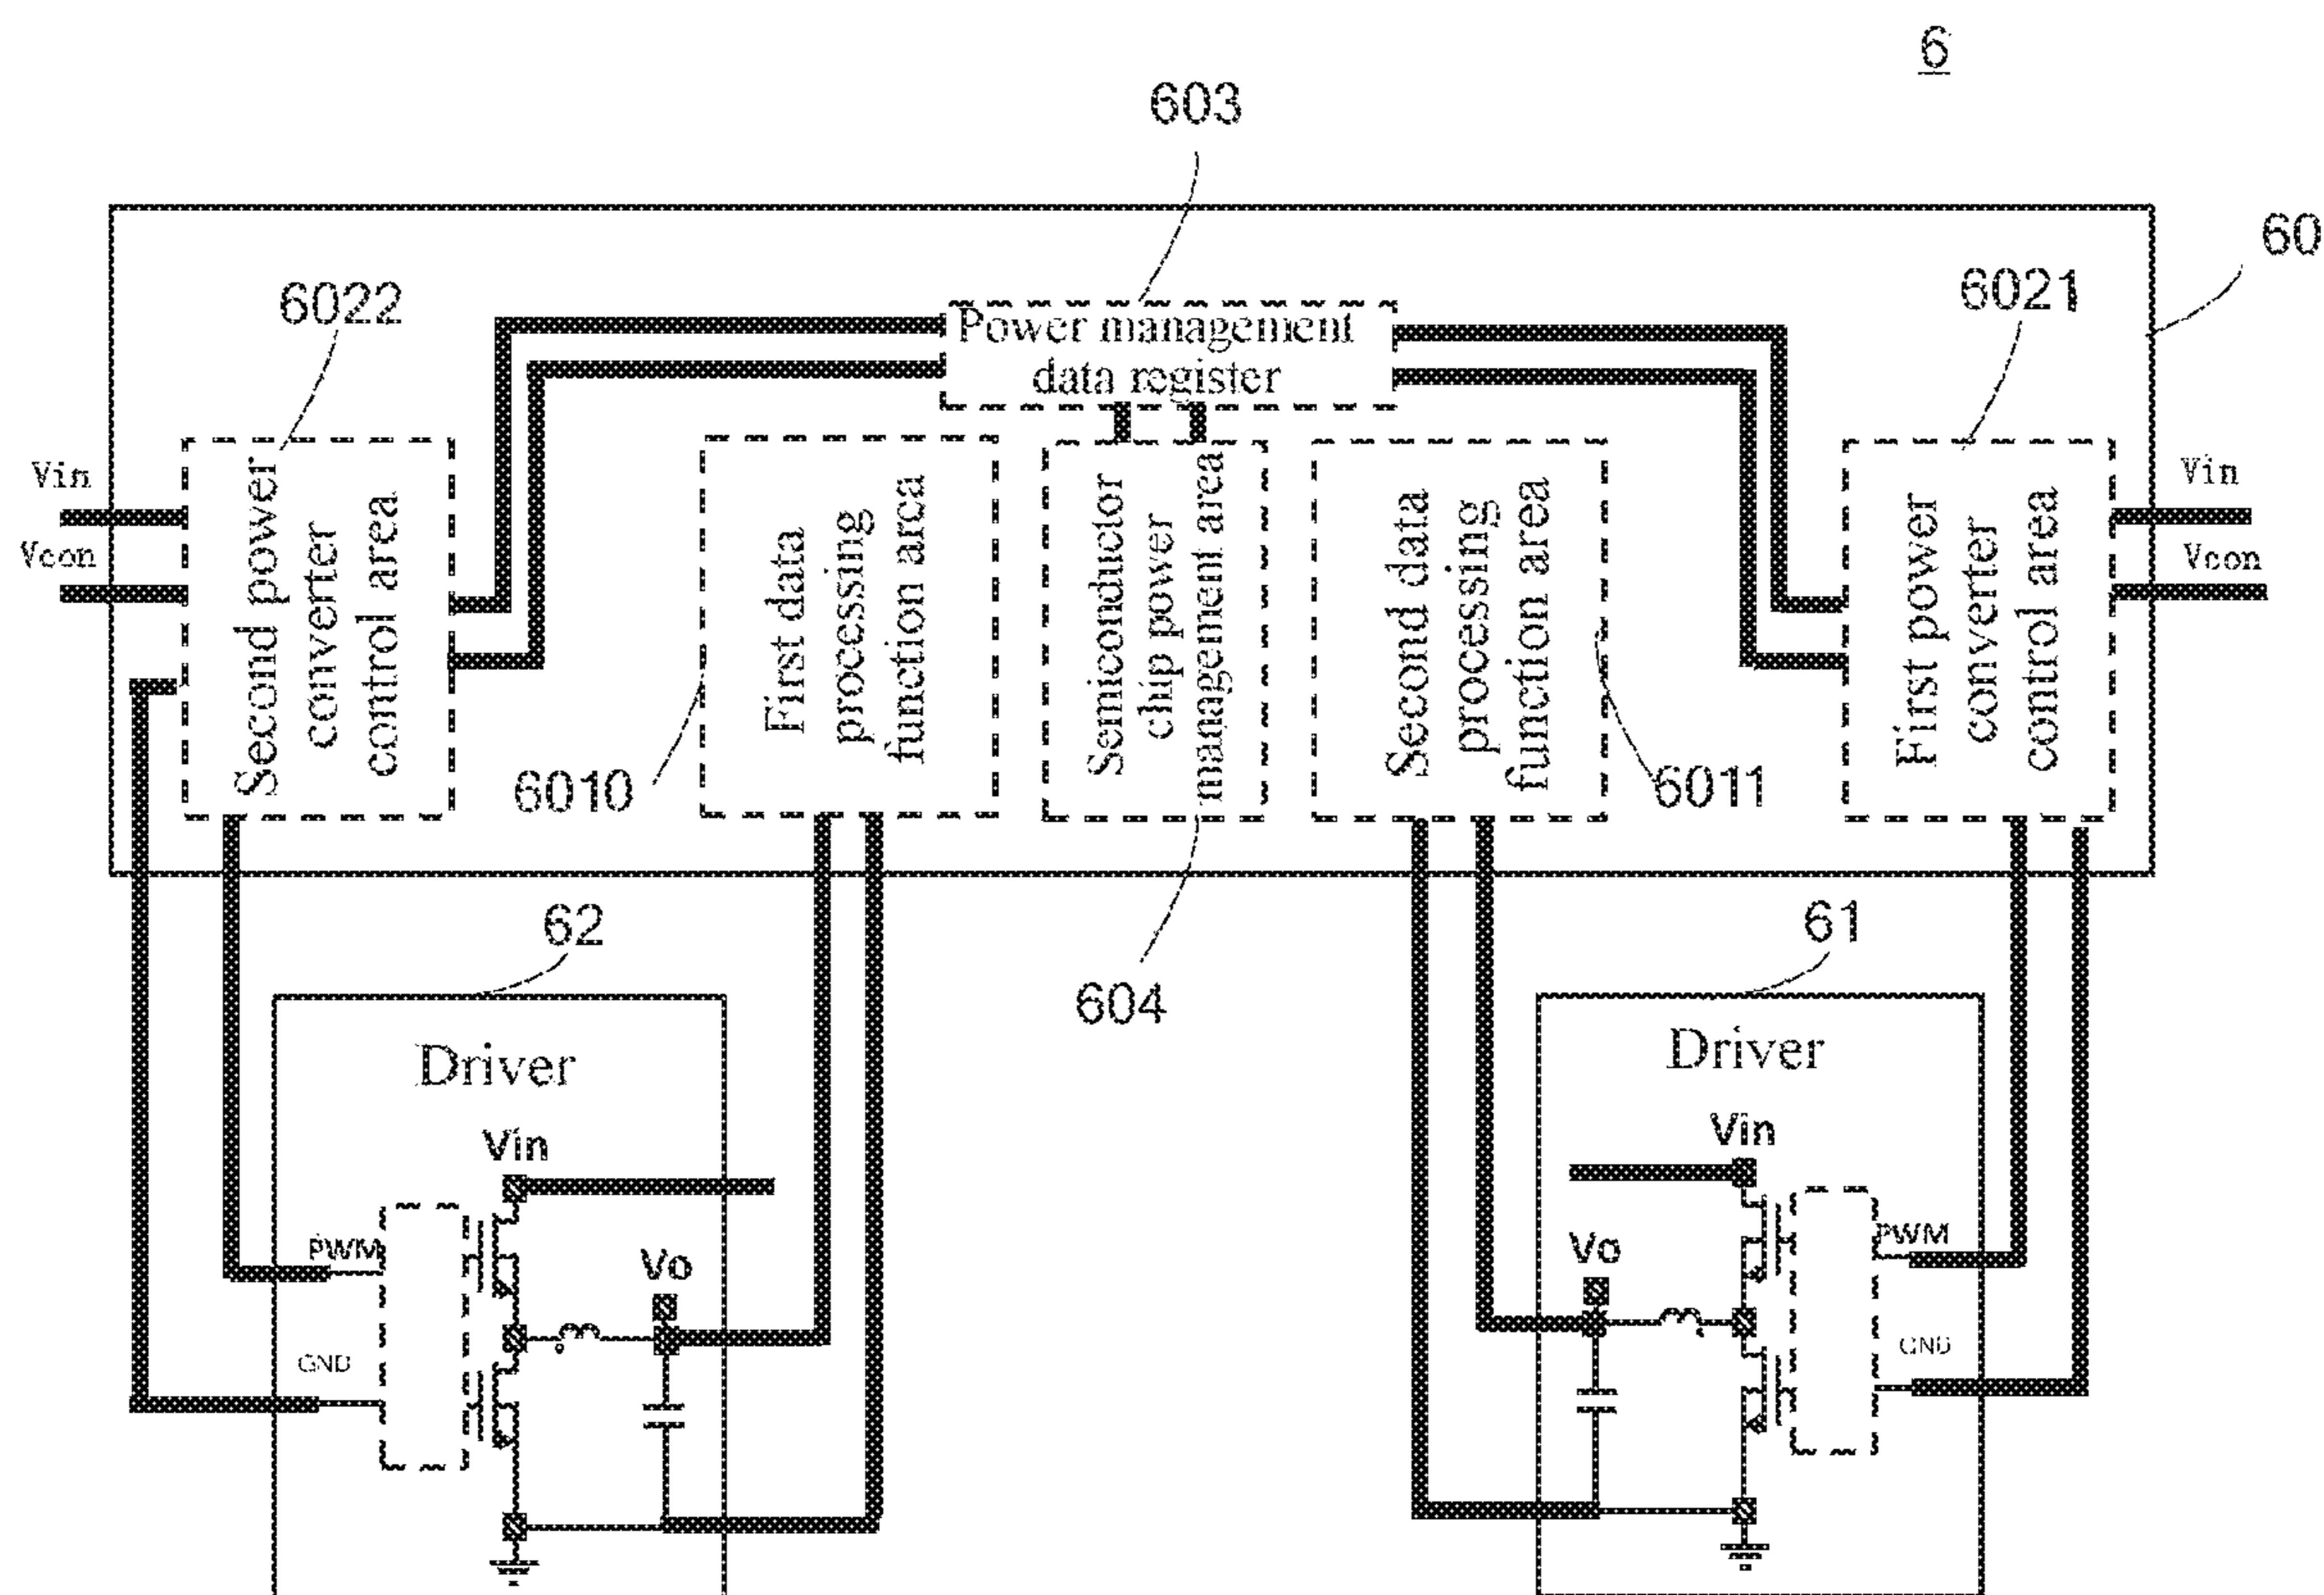 6
603
60
6022
6021
Power management
data register
Vin
Vcon
Second power
converter
control area
First data
processing
function area
Semiconductor
chip power
management area
Second data
processing
function area
First power
converter
control area
Vin
Vcon
6010
6011
62
61
604
Driver
Driver
Vin
Vin
PWM
Vo
Vo
PWM
GND
GND